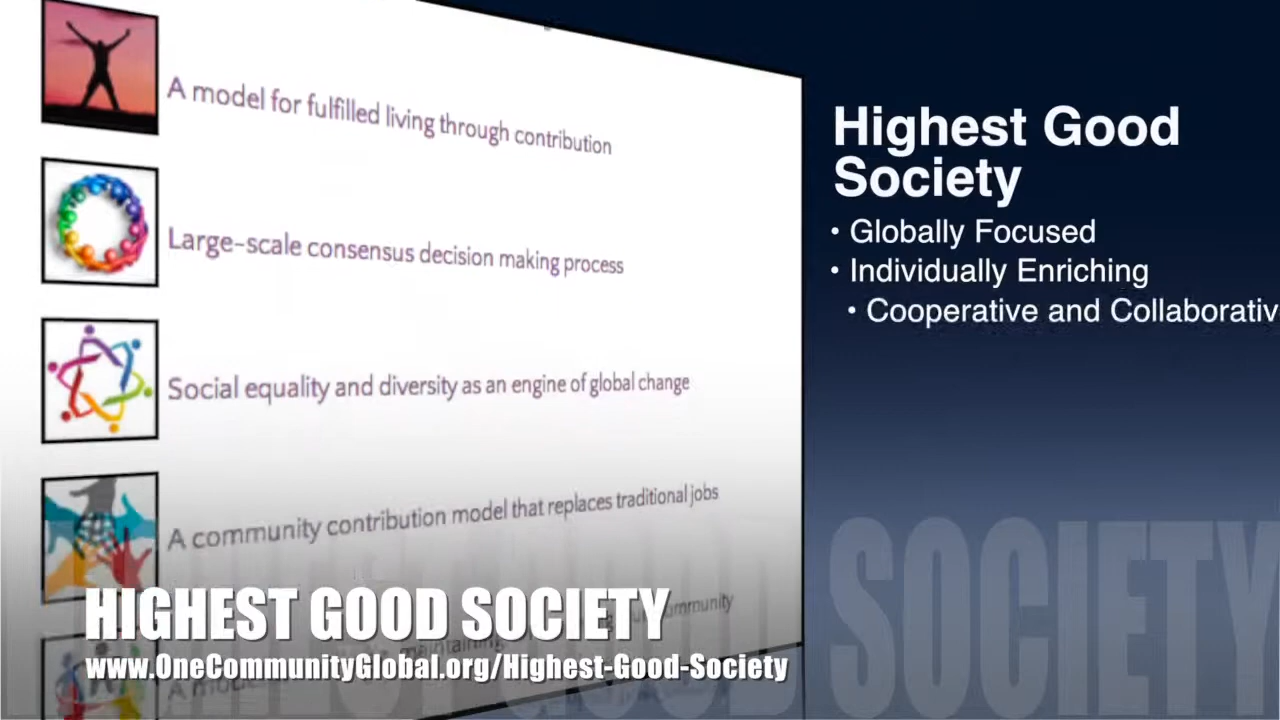 A model for fulfilled living through contribution
Large-scale consensus decision making process
Social equality and diversity as an engine of global change
A community contribution model that replaces traditional jobs
Highest Good
Society
• Globally Focused
• Individually Enriching
• Cooperative and Collaborativ
HIGHEST GOOD SOCIETY
www.OneCommunityGlobal.org/Highest-Good-Society
GOOD SOCIETY